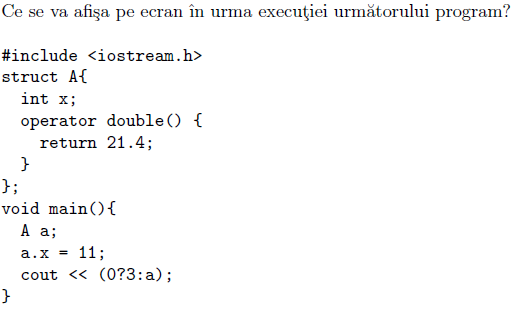 Ce se va afişa pe ecran în urma execuţiei următorului program?
#include <iostream.h>
struct A{
  int x;
  operator double() {
    return 21.4;
  }
};
void main(){
  A a;
  a.x = 11;
  cout << (0?3:a);
}